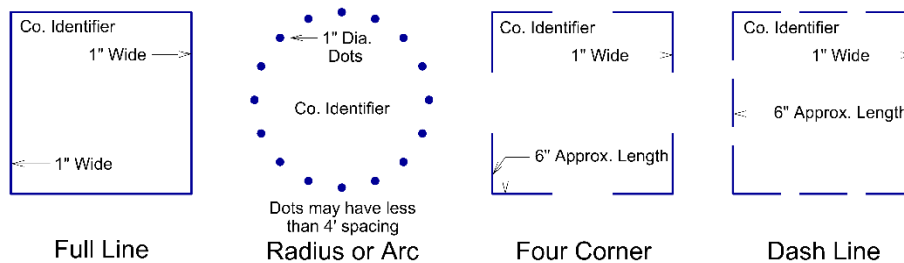 Co. Identifier
1" Wide
1" Wide
Full Line
1" Dia.
Dots
Co. Identifier
Dots may have less
than 4' spacing
Radius or Arc
Co. Identifier
1" Wide
6" Approx. Length
Four Corner
Co. Identifier
1" Wide
6" Approx. Length
Dash Line